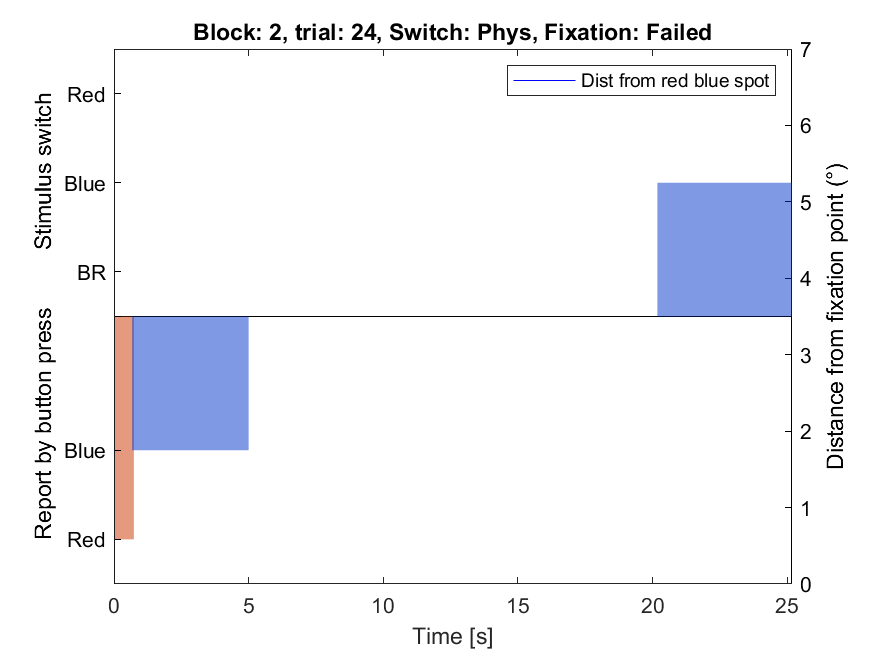 Block: 2, trial: 24, Switch: Phys, Fixation: Failed
Dist from red blue spot
Stimulus switch
Red
Blue
BR
Report by button press
Blue
Red
7
6
5
4
3
2
1
0
Distance from fixation point (°)
0 5 10 15 20 25
Time [s]